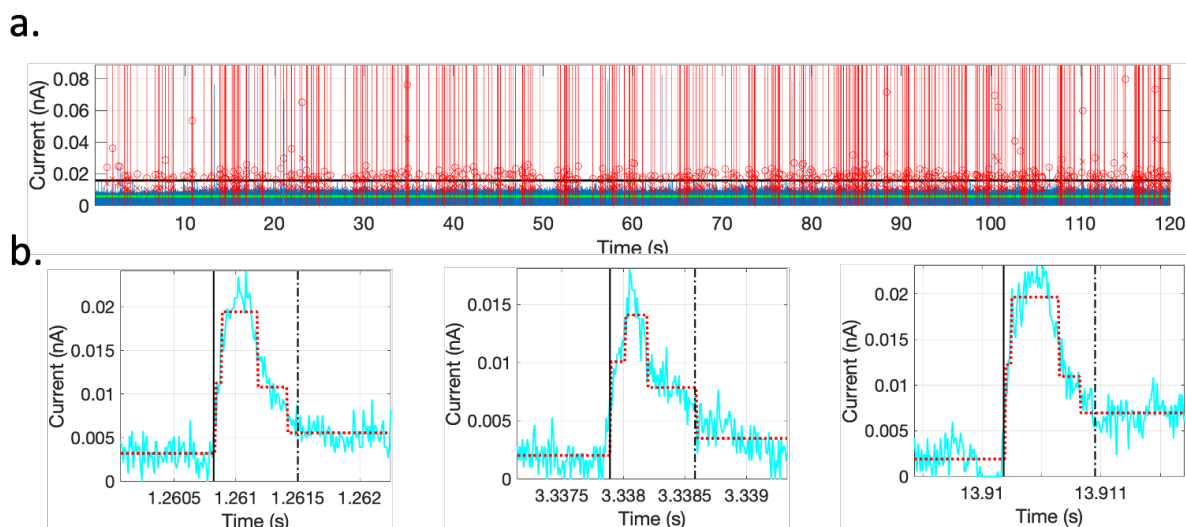 a.
Current (nA)
0.08
0.06
0.04
0.02
0
10 20 30 40 50 60 70 80 90 100 110 120
Time (s)
b.
Current (nA)
0.02
0.015
0.01
0.005
0
1.2605 1.261 1.2615 1.262
Time (s)
Current (nA)
0.015
0.01
0.005
0
3.3375 3.338 3.3385 3.339
Time (s)
Current (nA)
0.02
0.015
0.01
0.005
0
13.91 13.911
Time (s)